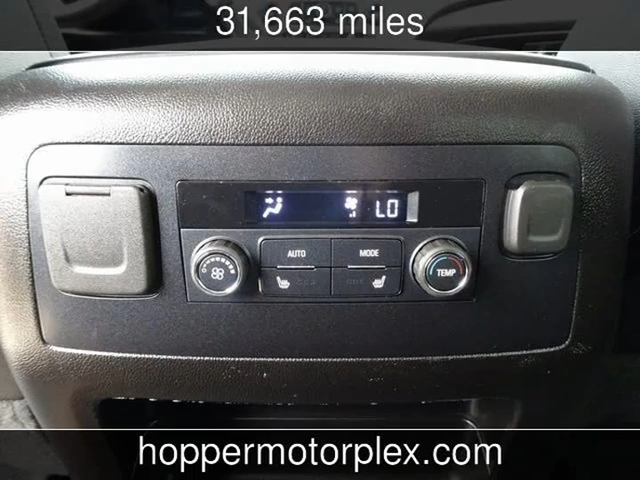 31,663 miles
LO
AUTO
MODE
TEMP
hoppermotorplex.com